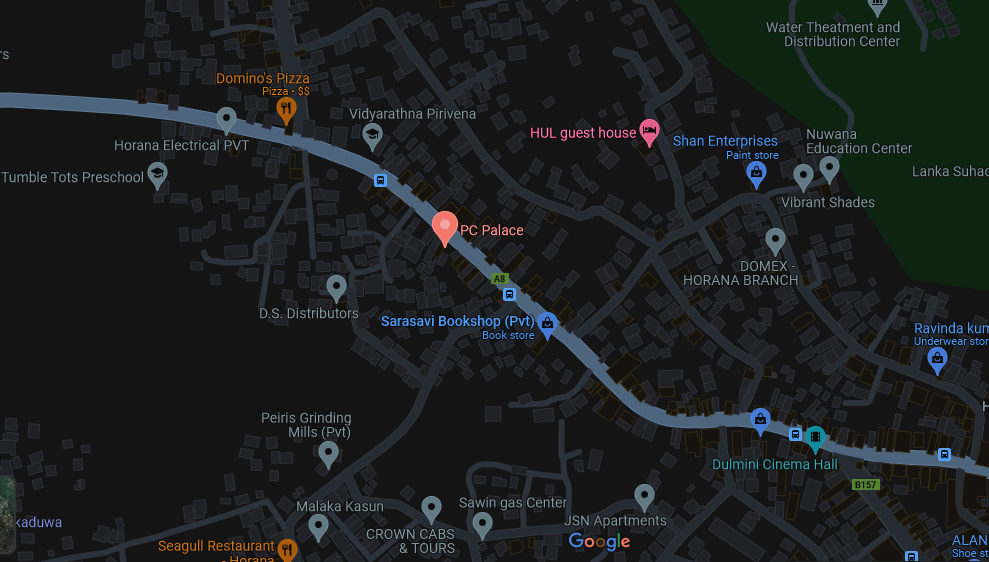 Water Theatment and
Distribution Center
rs
Domino's Pizza
Pizza • $$
Vidyarathna Pirivena
Horana Electrical PVT
HUL guest house
Shan Enterprises
Paint store
Nuwana
Education Center
Tumble Tots Preschool
Lanka Suhad
Vibrant Shades
PC Palace
DOMEX -
HORANA BRANCH
A8
D.S. Distributors
Sarasavi Bookshop (Pvt)
Book store
Ravinda kum
Underwear stor
H
Peiris Grinding
Mills (Pvt)
Dulmini Cinema Hall
B157
Malaka Kasun
Sawin gas Center
JSN Apartments
kaduwa
CROWN CABS
& TOURS
Google
Seagull Restaurant
- Horana
ALAN
Shoe st